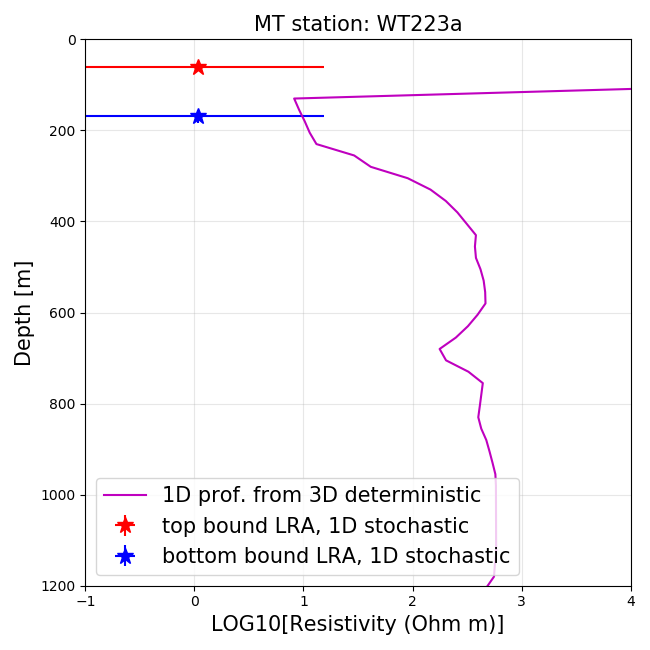 MT station: WT223a
0
200
400
600
800
1000
1200
Depth [m]
1D prof. from 3D deterministic
top bound LRA, 1D stochastic
bottom bound LRA, 1D stochastic
−1 0 1 2 3 4
LOG10[Resistivity (Ohm m)]